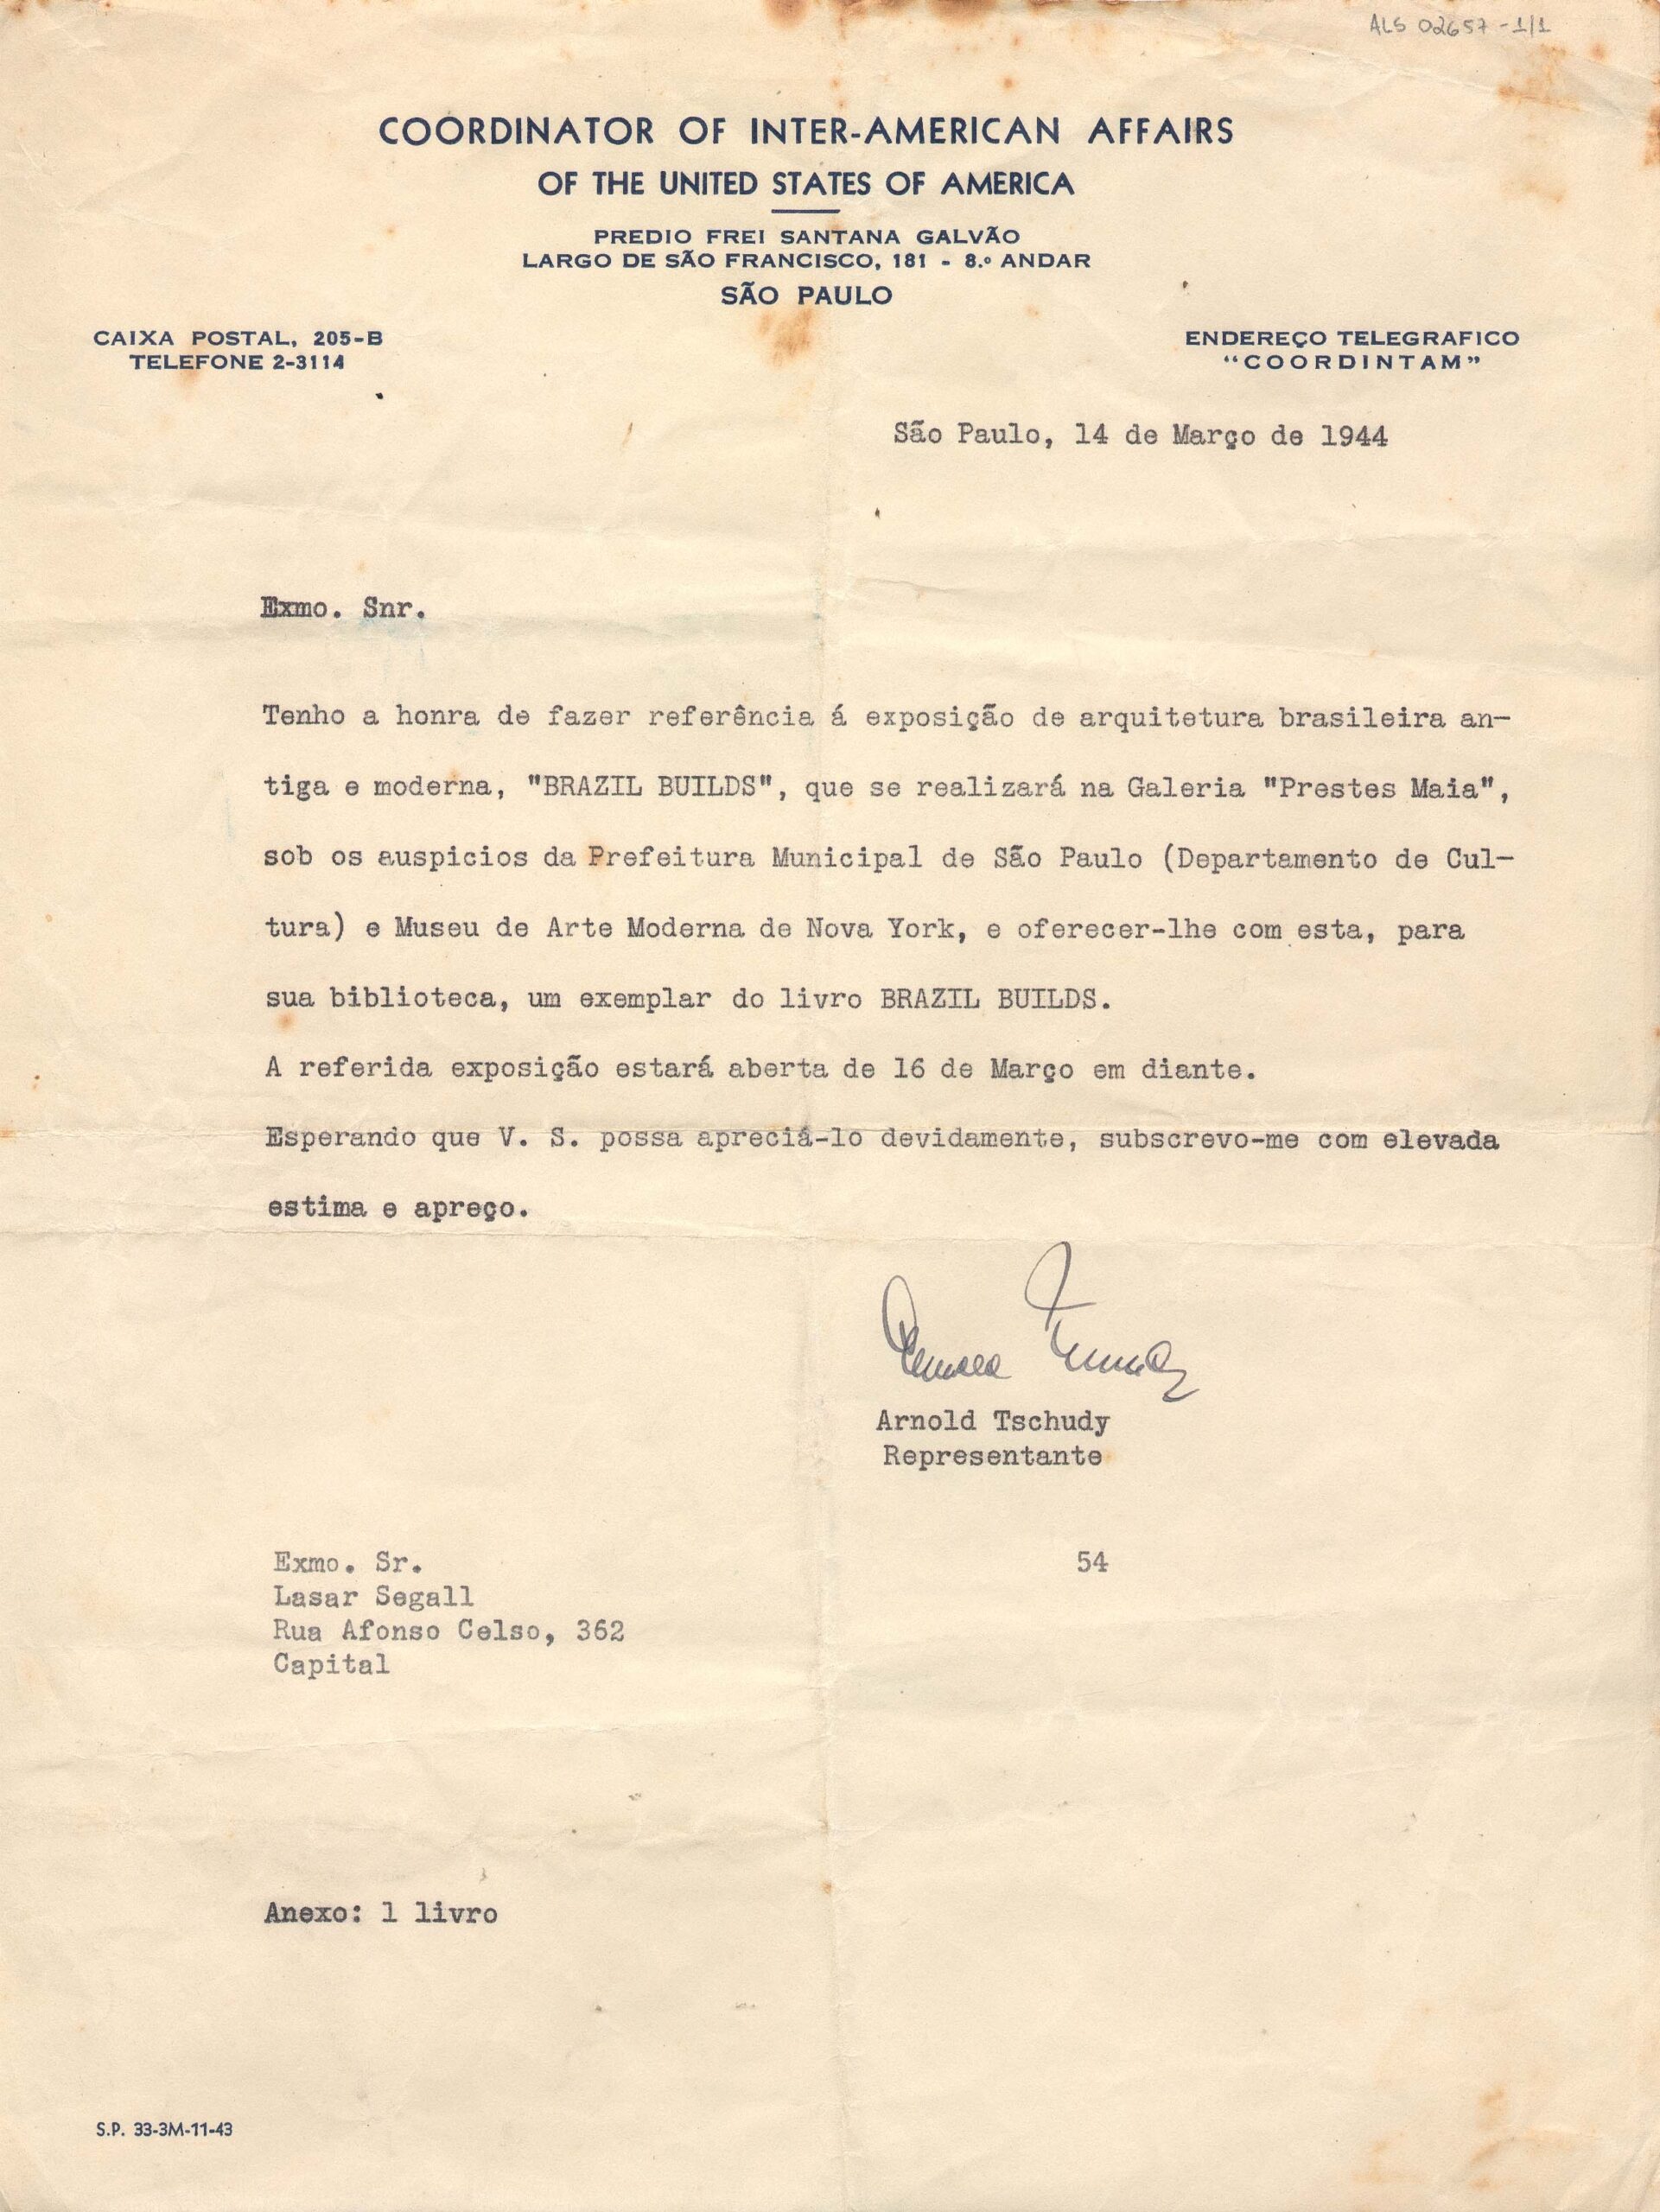 ALS 02657-1/1
COORDINATOR OF INTER-AMERICAN AFFAIRS
OF THE UNITED STATES OF AMERICA
PREDIO FREI SANTANA GALVÃO
LARGO DE SÃO FRANCISCO, 181 - 8.º ANDAR
SÃO PAULO
CAIXA POSTAL, 205-B
TELEFONE 2-3114
ENDEREÇO TELEGRAFICO
"COORDINTAM"
São Paulo, 14 de Março de 1944
Exmo. Snr.
Tenho a honra de fazer referência á exposição de arquitetura brasileira an-
tiga e moderna, "BRAZIL BUILDS", que se realizará na Galeria "Prestes Maia",
sob os auspicios da Prefeitura Municipal de São Paulo (Departamento de Cul-
tura) e Museu de Arte Moderna de Nova York, e oferecer-lhe com esta, para
sua biblioteca, um exemplar do livro BRAZIL BUILDS.
A referida exposição estará aberta de 16 de Março em diante.
Esperando que V. S. possa apreciá-lo devidamente, subscrevo-me com elevada
estima e apreço.
Arnold Tschudy
Representante
Exmo. Sr.
54
Lasar Segall
Rua Afonso Celso, 362
Capital
Anexo: 1 livro
S.P. 33-3M-11-43